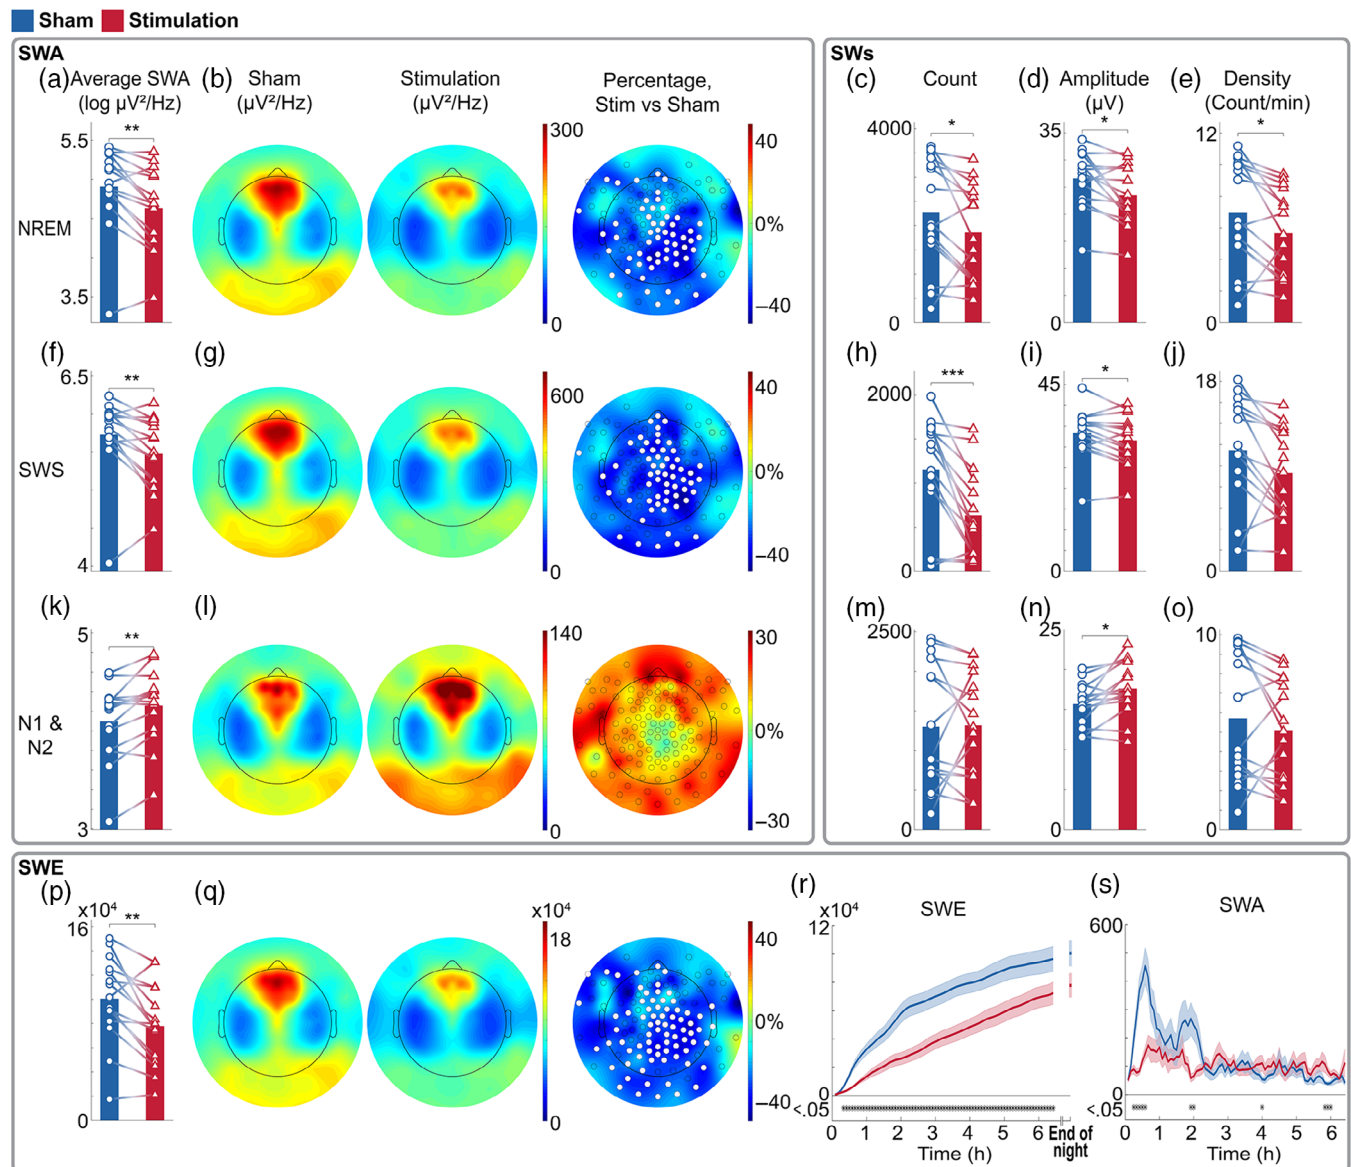 Sham Stimulation
SWA
(a) Average SWA
(log µV²/Hz)
(b) Sham
(µV²/Hz)
Stimulation
(µV²/Hz)
Percentage,
Stim vs Sham
5.5
**
NREM
3.5
300
0
40
0%
–40
(f)
6.5
**
SWS
4
(g)
600
0
40
0%
–40
(k)
5
**
N1 &
N2
3
(l)
140
0
30
0%
–30
SWs
(c) Count
4000
*
0
(d) Amplitude
(µV)
35
*
0
(e) Density
(Count/min)
12
*
0
(h)
2000
***
0
(i)
45
*
0
(j)
18
0
(m)
2500
0
(n)
25
*
0
(o)
10
0
SWE
(p)
x10⁴
16
**
0
(q)
x10⁴
18
0
40
0%
–40
(r)
x10⁴
SWE
12
0
<.05
0 1 2 3 4 5 6 End of
night
Time (h)
(s)
SWA
600
0
<.05
0 1 2 3 4 5 6
Time (h)